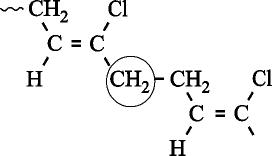 CH₂ Cl
C = C
H CH₂ – CH₂ Cl
C = C
H